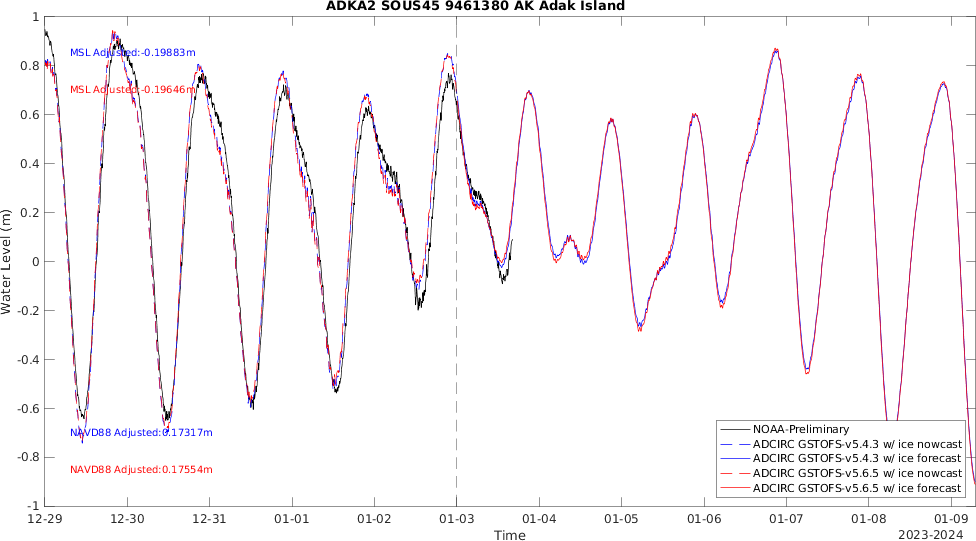 ADKA2 SOUS45 9461380 AK Adak Island
1
0.8
0.6
0.4
0.2
0
-0.2
-0.4
-0.6
-0.8
-1
Water Level (m)
MSL Adjusted:-0.19883m
MSL Adjusted:-0.19646m
NAVD88 Adjusted:0.17317m
NAVD88 Adjusted:0.17554m
NOAA-Preliminary
ADCIRC GSTOFS-v5.4.3 w/ ice nowcast
ADCIRC GSTOFS-v5.4.3 w/ ice forecast
ADCIRC GSTOFS-v5.6.5 w/ ice nowcast
ADCIRC GSTOFS-v5.6.5 w/ ice forecast
12-29 12-30 12-31 01-01 01-02 01-03 01-04 01-05 01-06 01-07 01-08 01-09
Time
2023-2024